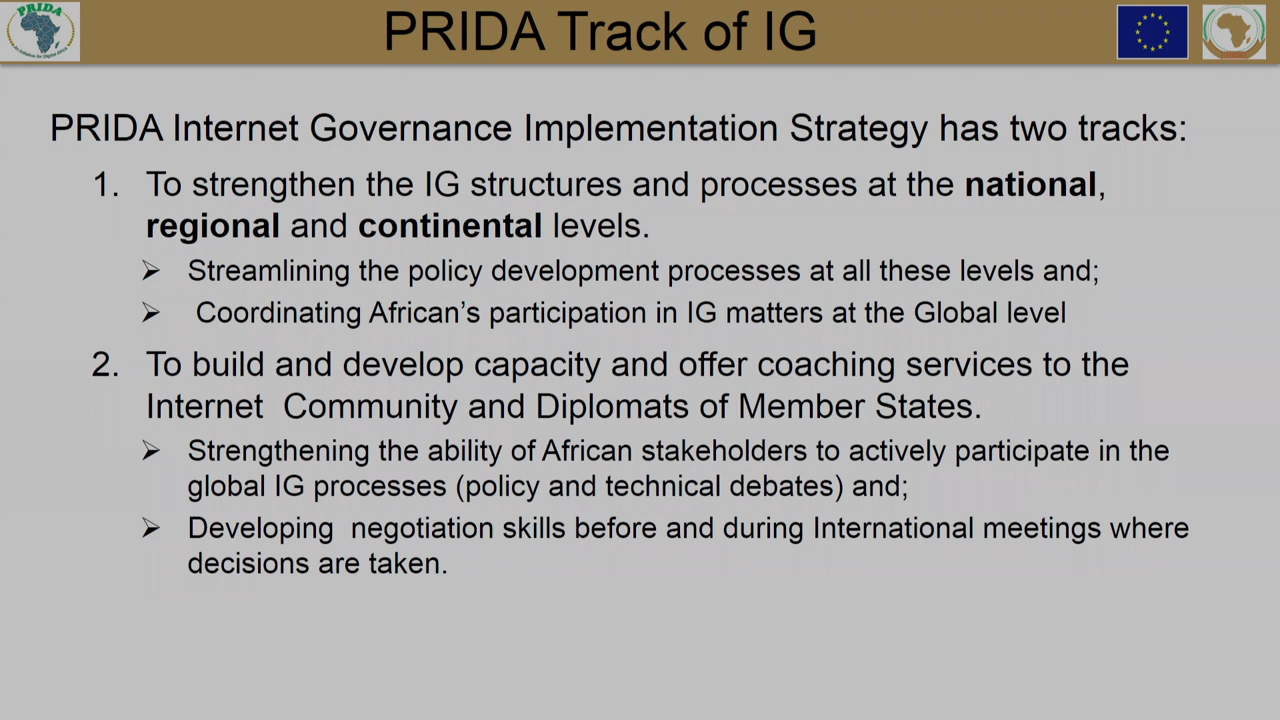 PRIDA
PRIDA Track of IG
PRIDA Internet Governance Implementation Strategy has two tracks:
1. To strengthen the IG structures and processes at the national,
regional and continental levels.
➢ Streamlining the policy development processes at all these levels and;
➢ Coordinating African’s participation in IG matters at the Global level
2. To build and develop capacity and offer coaching services to the
Internet Community and Diplomats of Member States.
➢ Strengthening the ability of African stakeholders to actively participate in the
global IG processes (policy and technical debates) and;
➢ Developing negotiation skills before and during International meetings where
decisions are taken.